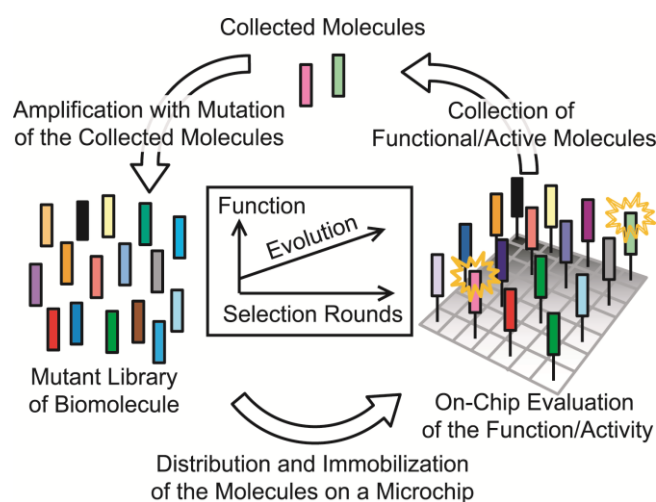 Collected Molecules
Amplification with Mutation
of the Collected Molecules
Collection of
Functional/Active Molecules
Function
Evolution
Selection Rounds
Mutant Library
of Biomolecule
On-Chip Evaluation
of the Function/Activity
Distribution and Immobilization
of the Molecules on a Microchip